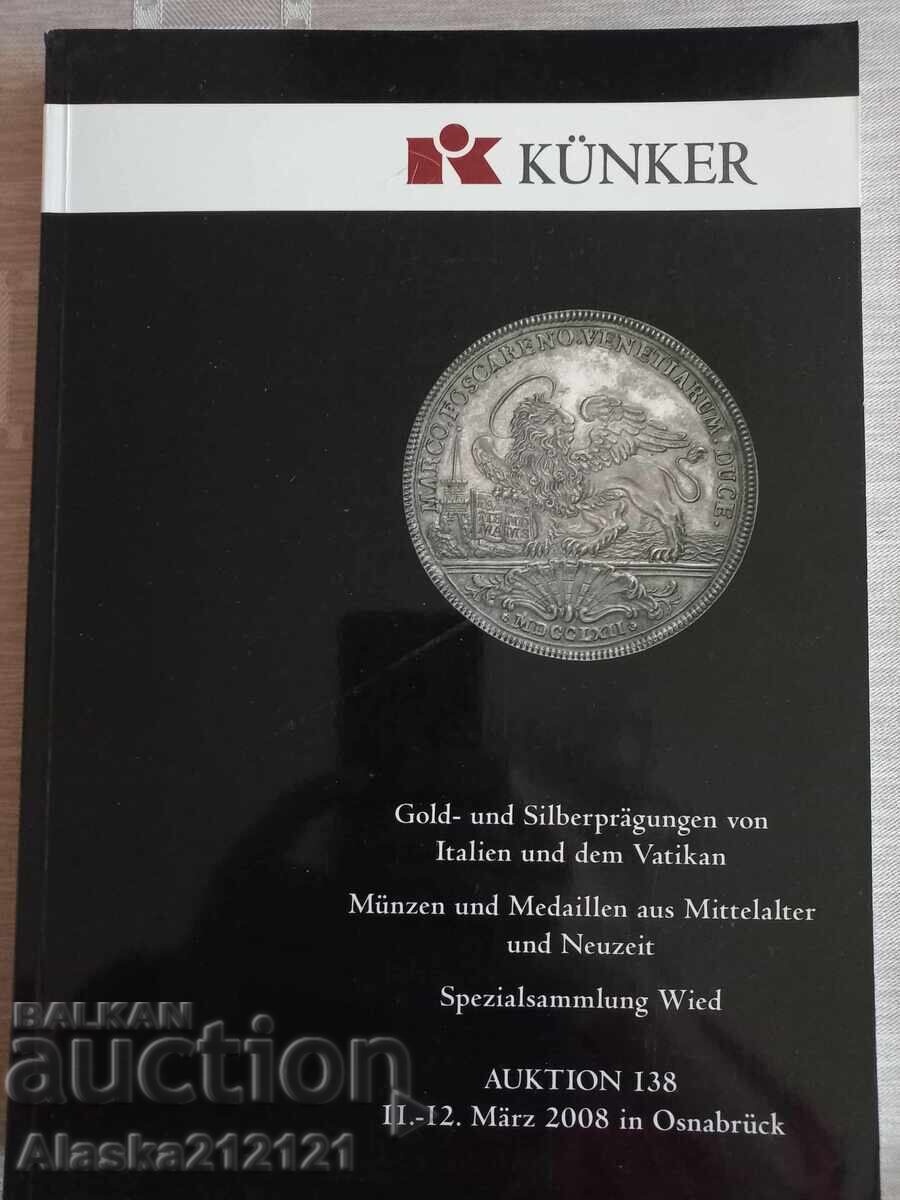 KÜNKER
MARCO.FOSCARENO.VENETIARUM.DUCE.
MDCCLXII
Gold- und Silberprägungen von
Italien und dem Vatikan
Münzen und Medaillen aus Mittelalter
und Neuzeit
Spezialsammlung Wied
AUKTION 138
11.-12. März 2008 in Osnabrück
BALKAN
auction
Alaska212121